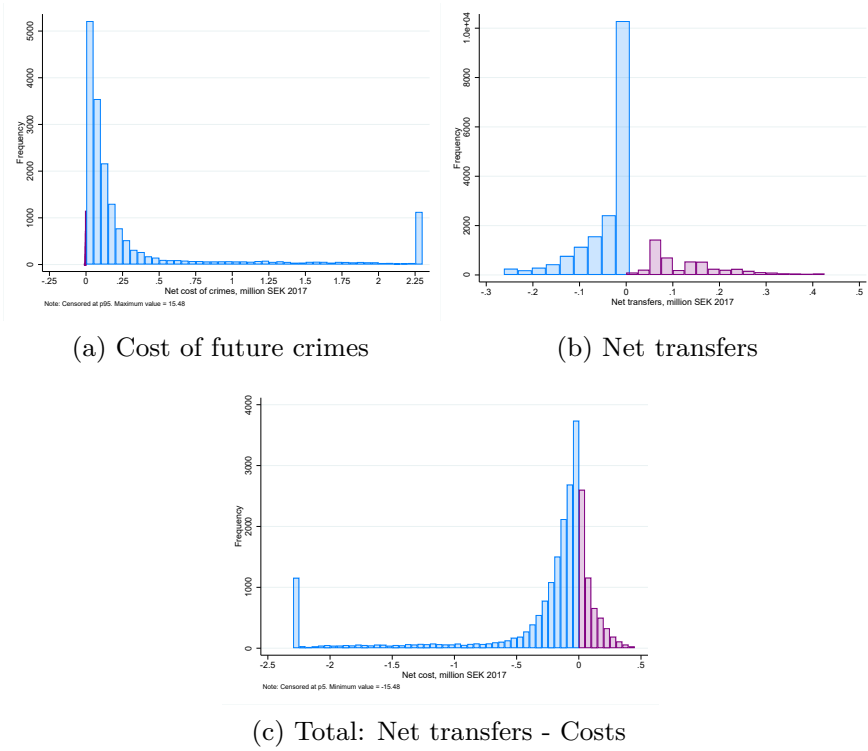 Frequency
5000
4000
3000
2000
1000
0
-.25 0 .25 .5 .75 1 1.25 1.5 1.75 2 2.25
Net cost of crimes, million SEK 2017
Note: Censored at p95. Maximum value = 15.48
(a) Cost of future crimes
Frequency
1.0e+04
8000
6000
4000
2000
0
-.3 -.2 -.1 0 .1 .2 .3 .4 .5
Net transfers, million SEK 2017
(b) Net transfers
Frequency
4000
3000
2000
1000
0
-2.5 -2 -1.5 -1 -.5 0 .5
Net cost, million SEK 2017
Note: Censored at p5. Minimum value = -15.48
(c) Total: Net transfers - Costs